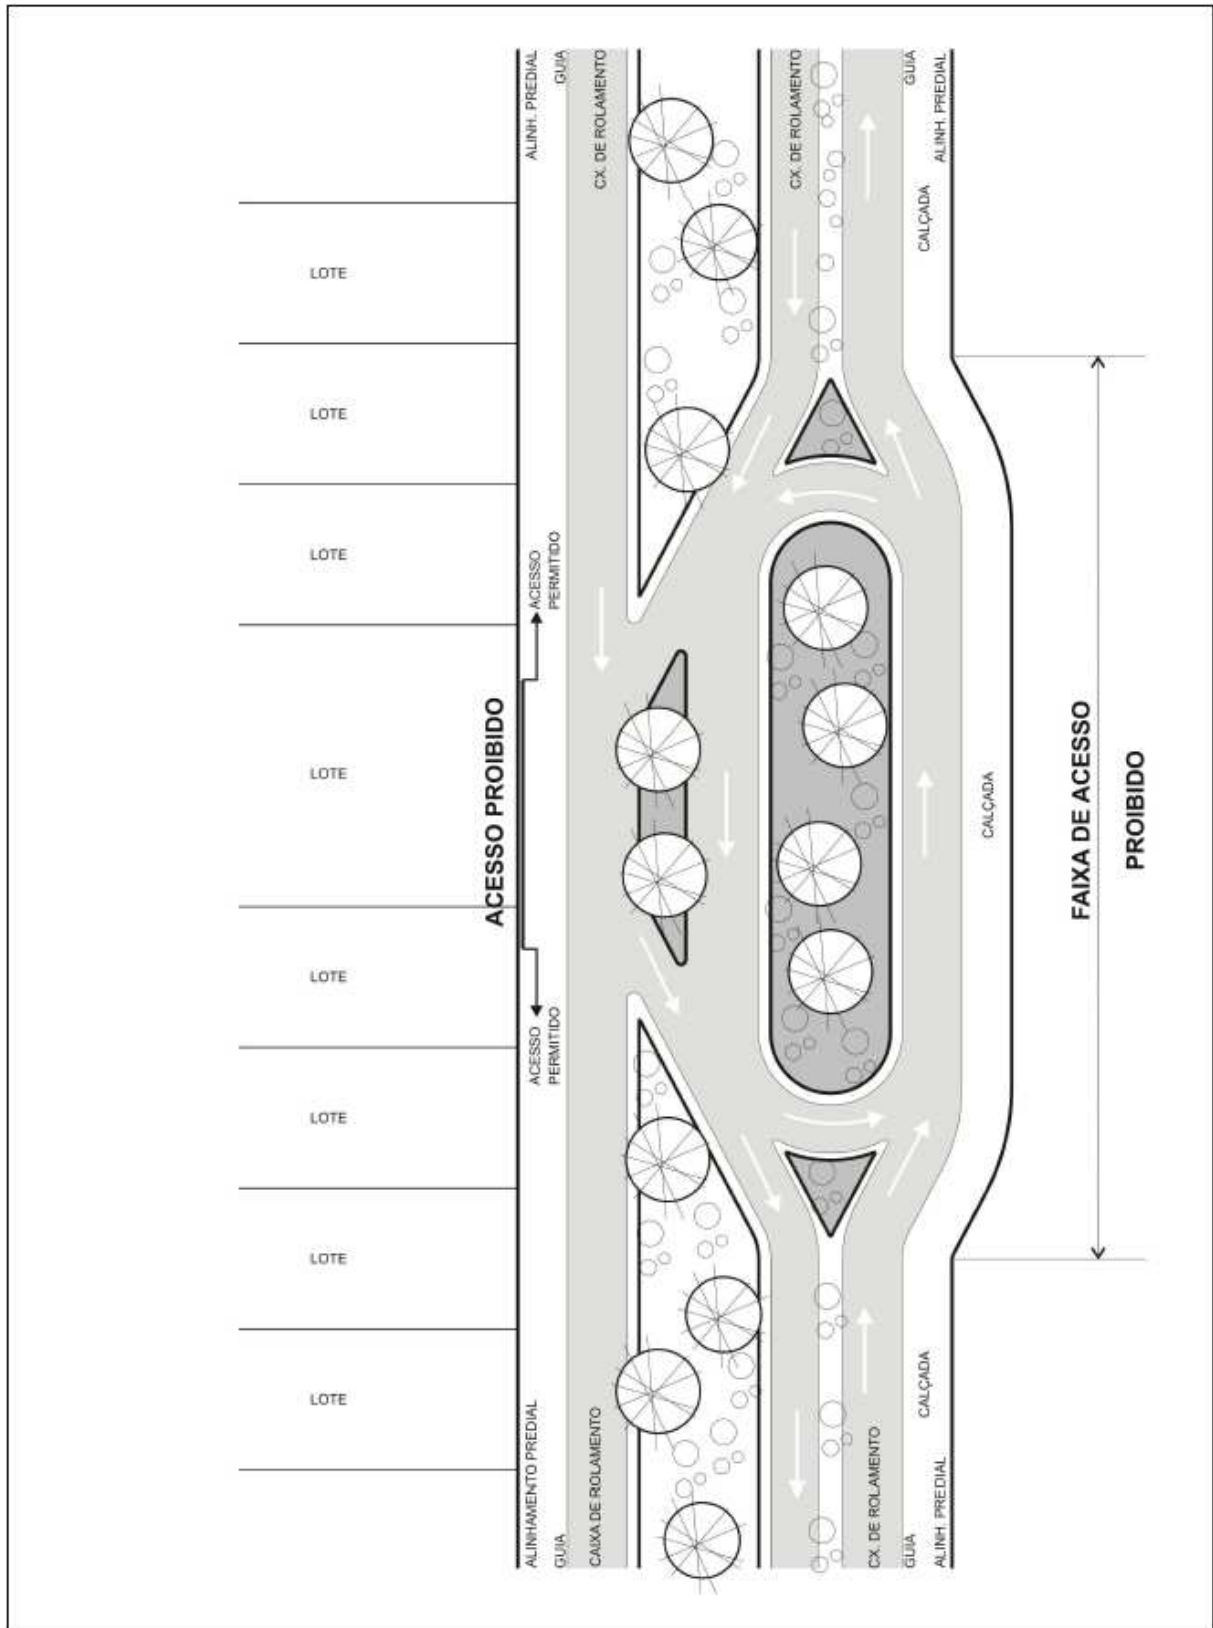 ALINH. PREDIAL
GUIA
CX. DE ROLAMENTO
CX. DE ROLAMENTO
GUIA
ALINH. PREDIAL
CALÇADA
LOTE
LOTE
LOTE
ACESSO
PERMITIDO
ACESSO PROIBIDO
LOTE
CALÇADA
FAIXA DE ACESSO
PROIBIDO
LOTE
ACESSO
PERMITIDO
LOTE
LOTE
LOTE
CALÇADA
ALINHAMENTO PREDIAL
GUIA
CAIXA DE ROLAMENTO
CX. DE ROLAMENTO
GUIA
ALINH. PREDIAL